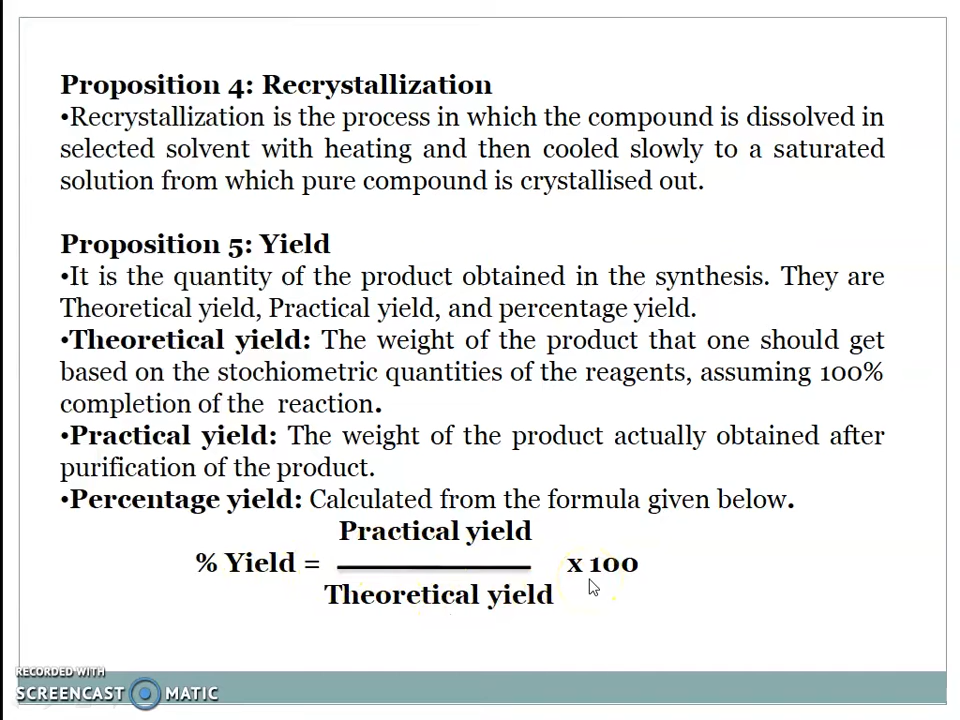 Proposition 4: Recrystallization
•Recrystallization is the process in which the compound is dissolved in
selected solvent with heating and then cooled slowly to a saturated
solution from which pure compound is crystallised out.
Proposition 5: Yield
•It is the quantity of the product obtained in the synthesis. They are
Theoretical yield, Practical yield, and percentage yield.
•Theoretical yield: The weight of the product that one should get
based on the stochiometric quantities of the reagents, assuming 100%
completion of the reaction.
•Practical yield: The weight of the product actually obtained after
purification of the product.
•Percentage yield: Calculated from the formula given below.
Practical yield
% Yield = x 100
Theoretical yield
RECORDED WITH
SCREENCAST MATIC